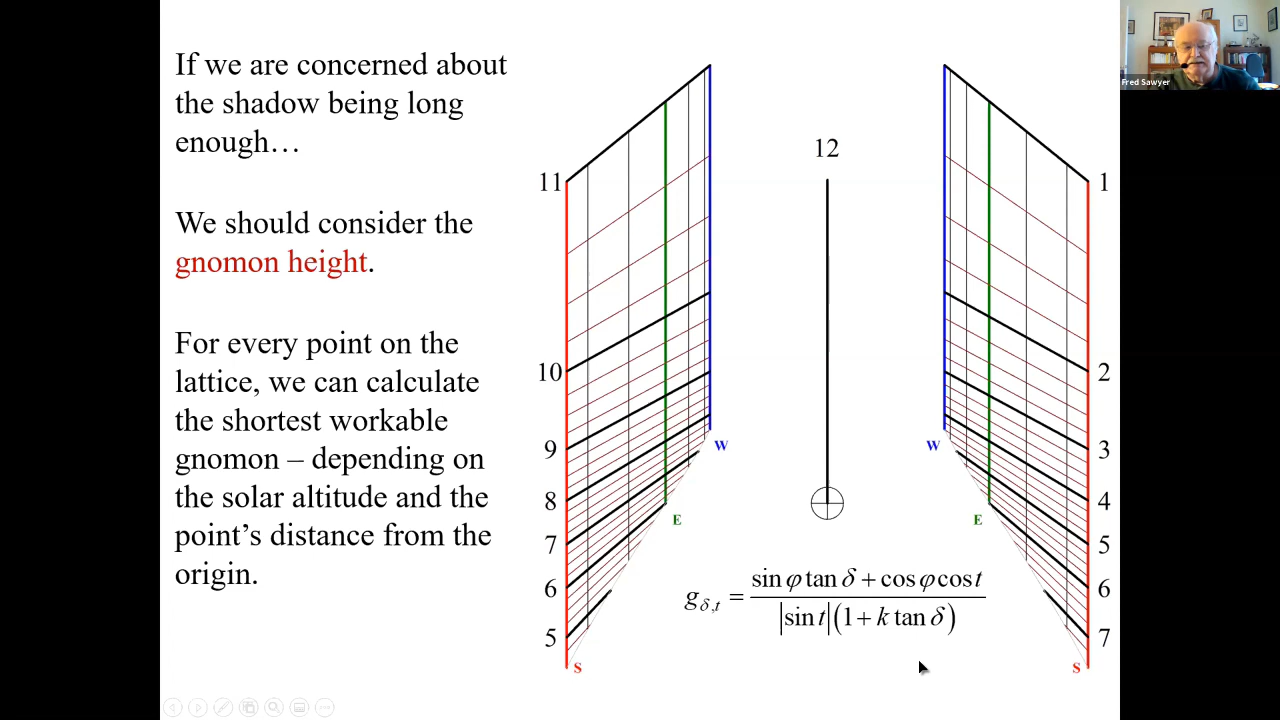 If we are concerned about
the shadow being long
enough…
We should consider the
gnomon height.
For every point on the
lattice, we can calculate
the shortest workable
gnomon – depending on
the solar altitude and the
point's distance from the
origin.
12
11
10
9
8
7
6
5
S
W
E
W
E
1
2
3
4
5
6
7
S
g_{δ,t} = (sin φ tan δ + cos φ cos t) / (|sin t| (1 + k tan δ))
Fred Sawyer